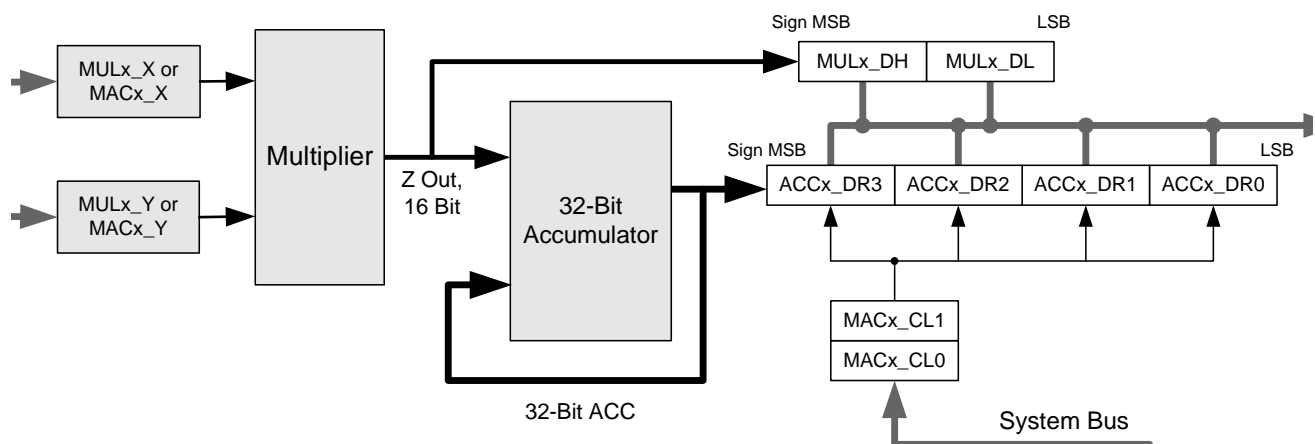 Sign MSB
LSB
MULx_X or
MACx_X
MULx_DH
MULx_DL
Multiplier
Z Out,
16 Bit
32-Bit
Accumulator
Sign MSB
LSB
ACCx_DR3
ACCx_DR2
ACCx_DR1
ACCx_DR0
MULx_Y or
MACx_Y
MACx_CL1
MACx_CL0
32-Bit ACC
System Bus